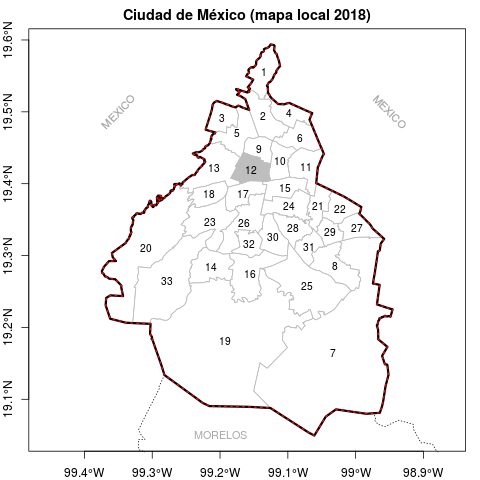 Ciudad de México (mapa local 2018)
19.6°N
19.5°N
19.4°N
19.3°N
19.2°N
19.1°N
MEXICO
MEXICO
1
2
3
4
5
6
9
10
11
12
13
15
17
18
24
21
22
23
26
28
29
27
30
32
31
20
14
16
8
33
25
19
7
MORELOS
99.4°W
99.3°W
99.2°W
99.1°W
99°W
98.9°W